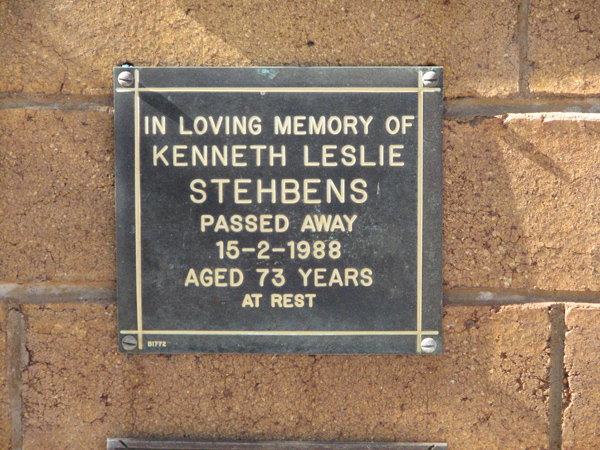 IN LOVING MEMORY OF
KENNETH LESLIE
STEHBENS
PASSED AWAY
15-2-1988
AGED 73 YEARS
AT REST
B1772